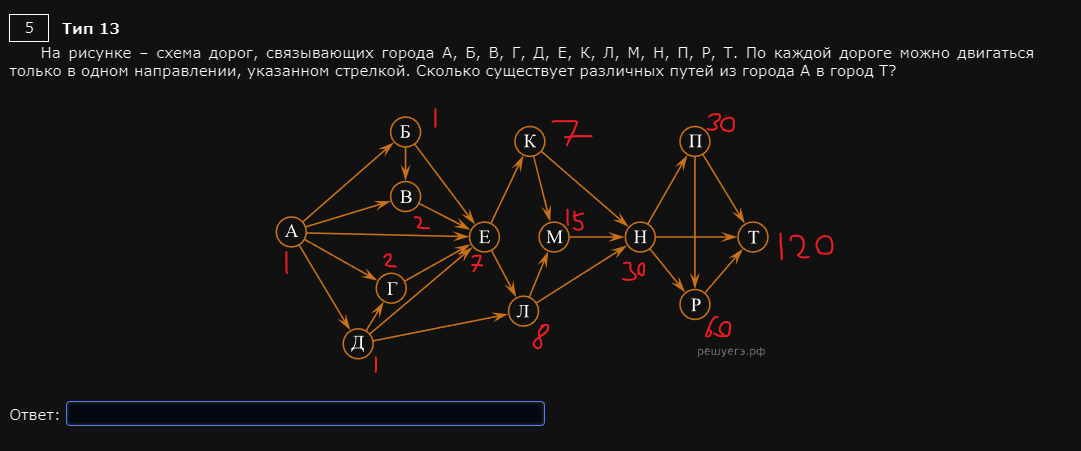 5 Тип 13
На рисунке – схема дорог, связывающих города А, Б, В, Г, Д, Е, К, Л, М, Н, П, Р, Т. По каждой дороге можно двигаться
только в одном направлении, указанном стрелкой. Сколько существует различных путей из города А в город Т?
Б 1
К 7
П 30
В 2
А 1
Е 7
М 15
Н 30
Т 120
Г 2
Л 8
Р 60
Д 1
решуегэ.рф
Ответ: